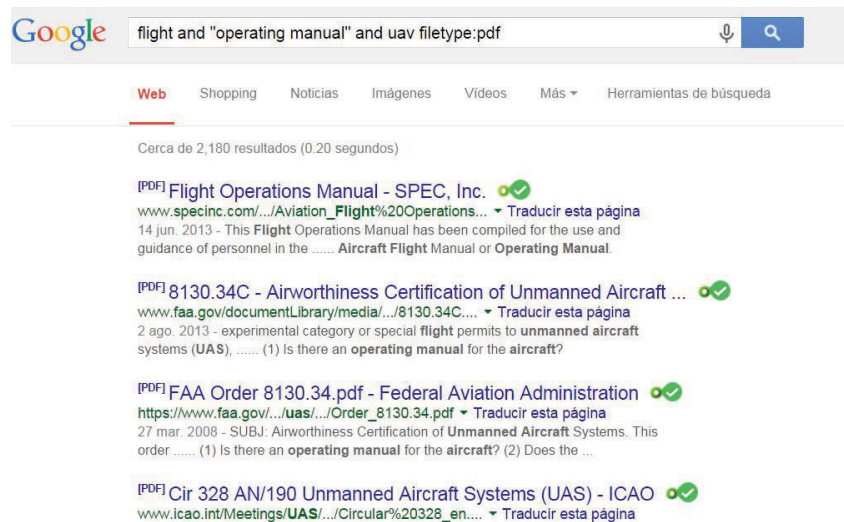 Google
flight and "operating manual" and uav filetype:pdf
Web Shopping Noticias Imágenes Vídeos Más Herramientas de búsqueda
Cerca de 2,180 resultados (0.20 segundos)
[PDF] Flight Operations Manual - SPEC, Inc.
www.specinc.com/.../Aviation_Flight%20Operations... Traducir esta página
14 jun. 2013 - This Flight Operations Manual has been compiled for the use and
guidance of personnel in the ...... Aircraft Flight Manual or Operating Manual.
[PDF] 8130.34C - Airworthiness Certification of Unmanned Aircraft ...
www.faa.gov/documentLibrary/media/.../8130.34C.... Traducir esta página
2 ago. 2013 - experimental category or special flight permits to unmanned aircraft
systems (UAS), ...... (1) Is there an operating manual for the aircraft?
[PDF] FAA Order 8130.34.pdf - Federal Aviation Administration
https://www.faa.gov/.../uas/.../Order_8130.34.pdf Traducir esta página
27 mar. 2008 - SUBJ: Airworthiness Certification of Unmanned Aircraft Systems. This
order ...... (1) Is there an operating manual for the aircraft? (2) Does the ...
[PDF] Cir 328 AN/190 Unmanned Aircraft Systems (UAS) - ICAO
www.icao.int/Meetings/UAS/.../Circular%20328_en.... Traducir esta página